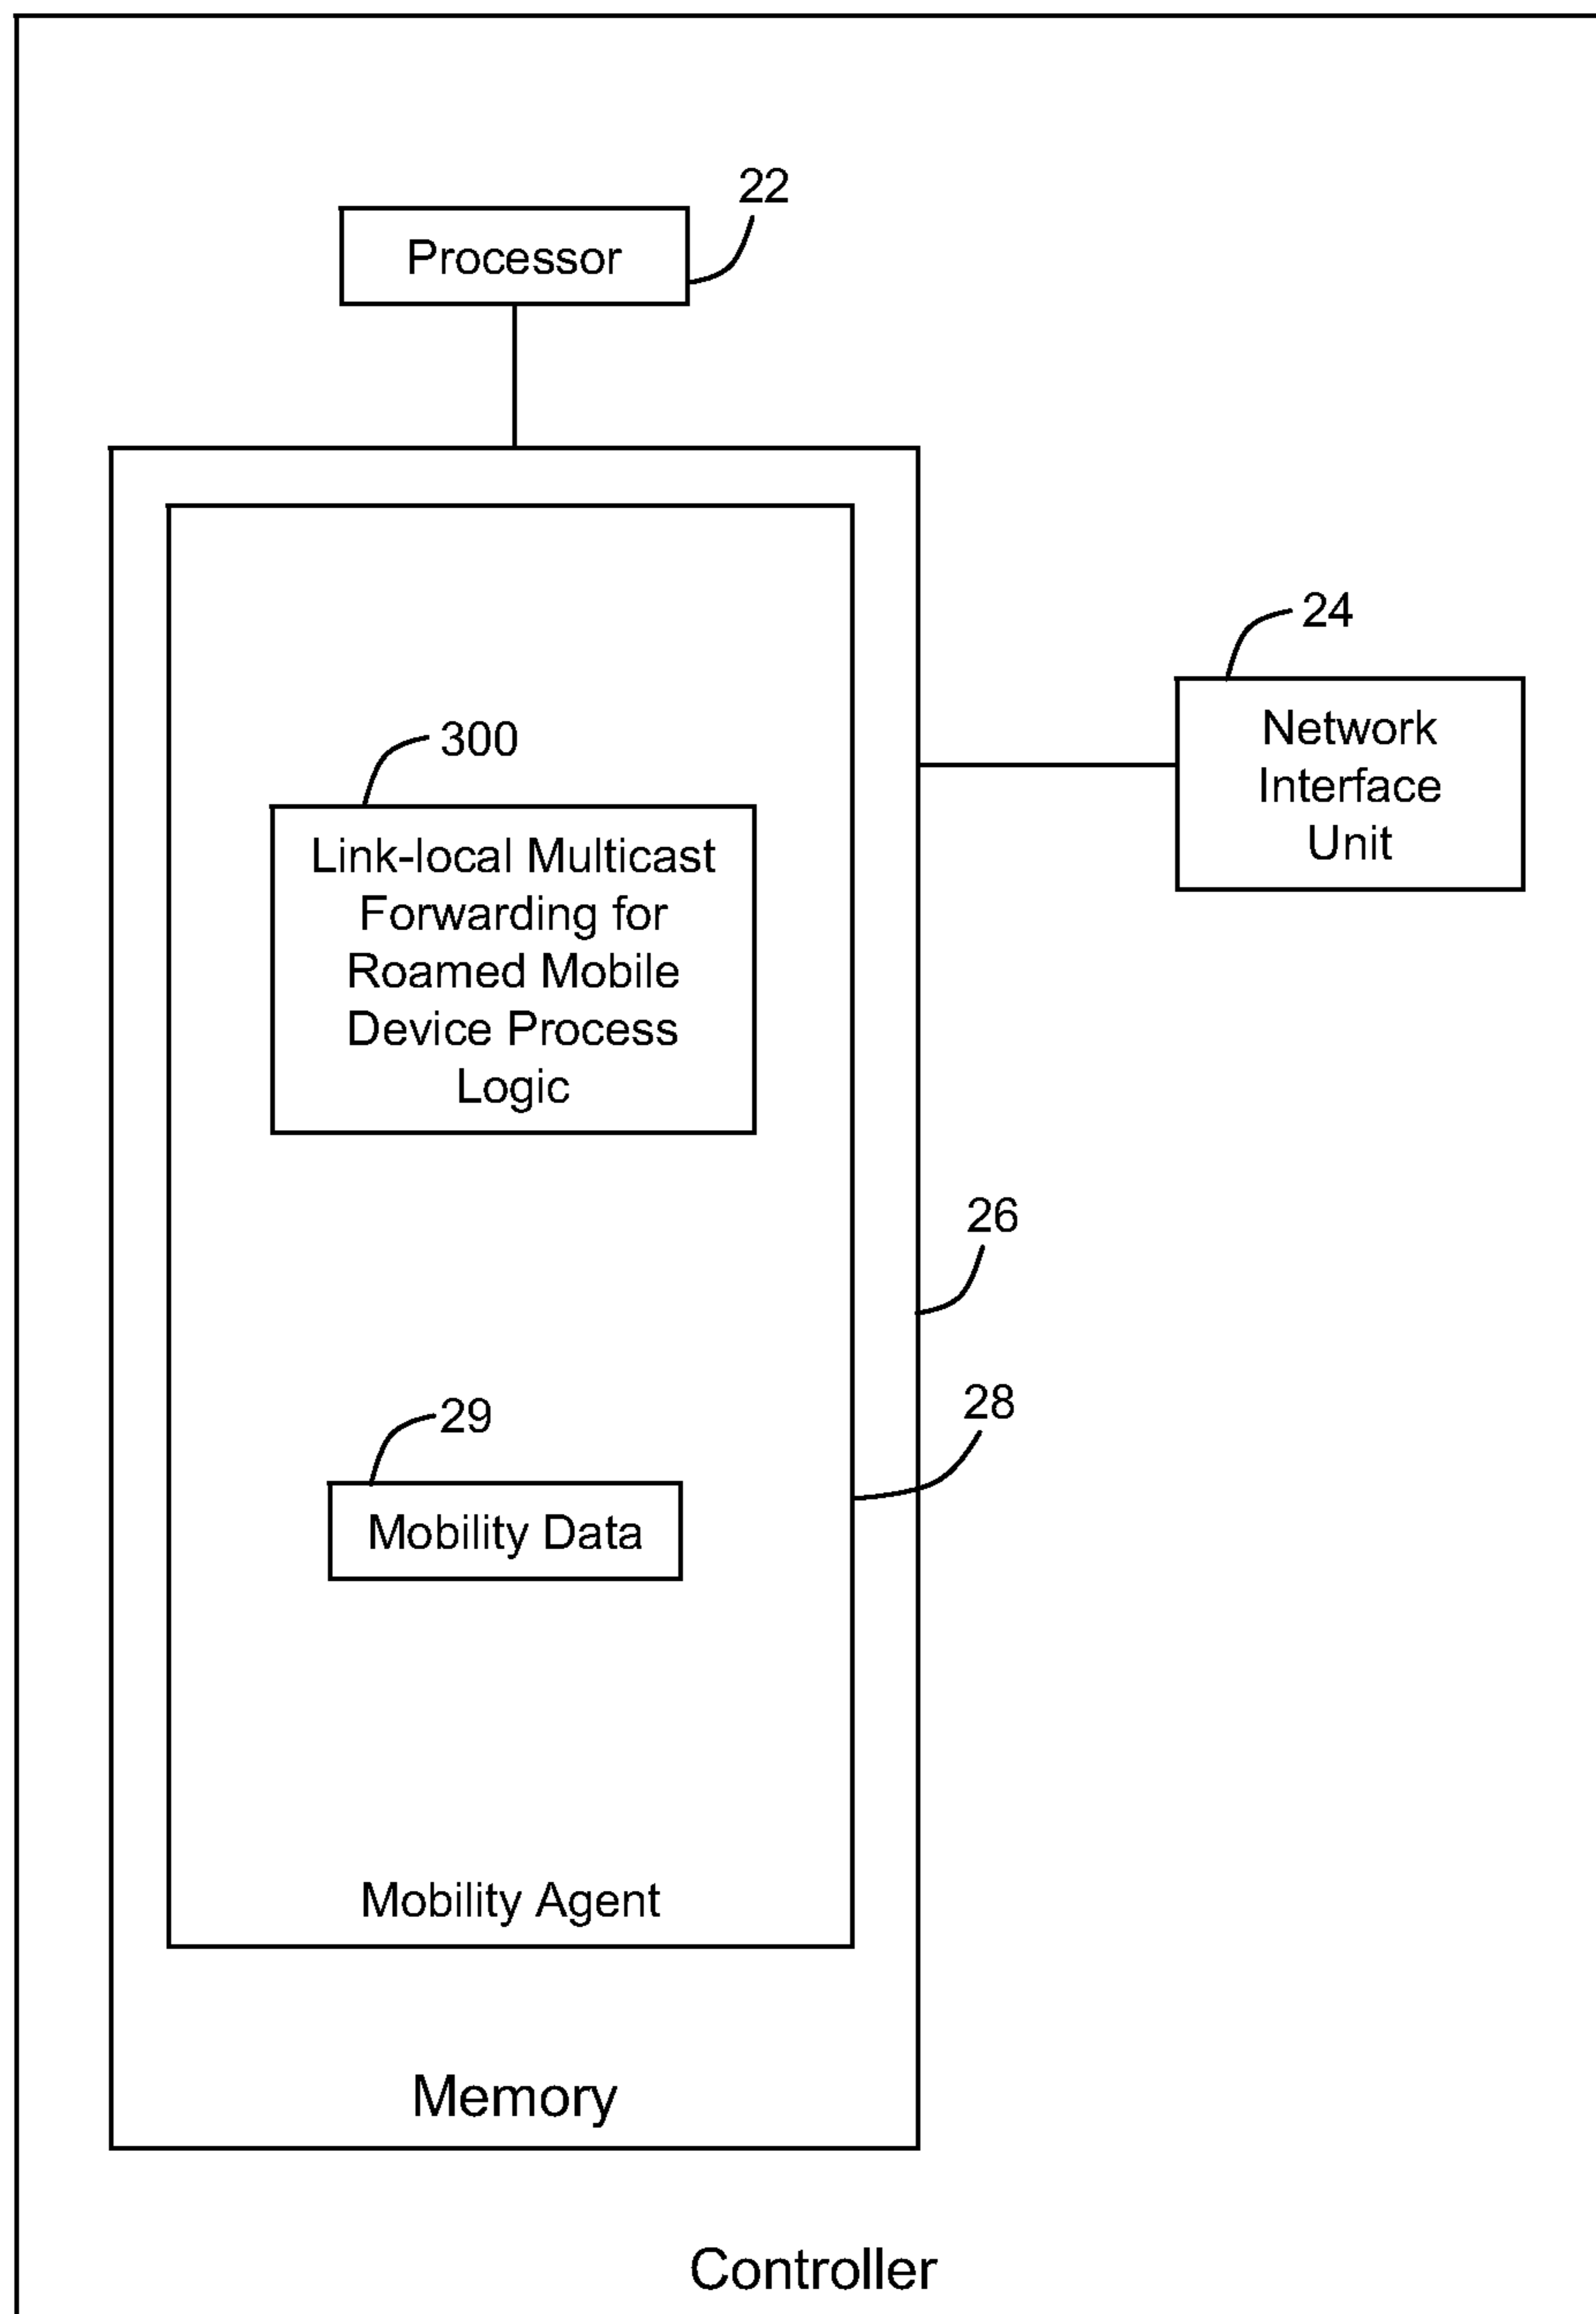 22
Processor
24
Network
Interface
Unit
300
Link-local Multicast
Forwarding for
Roamed Mobile
Device Process
Logic
26
28
29
Mobility Data
Mobility Agent
Memory
Controller